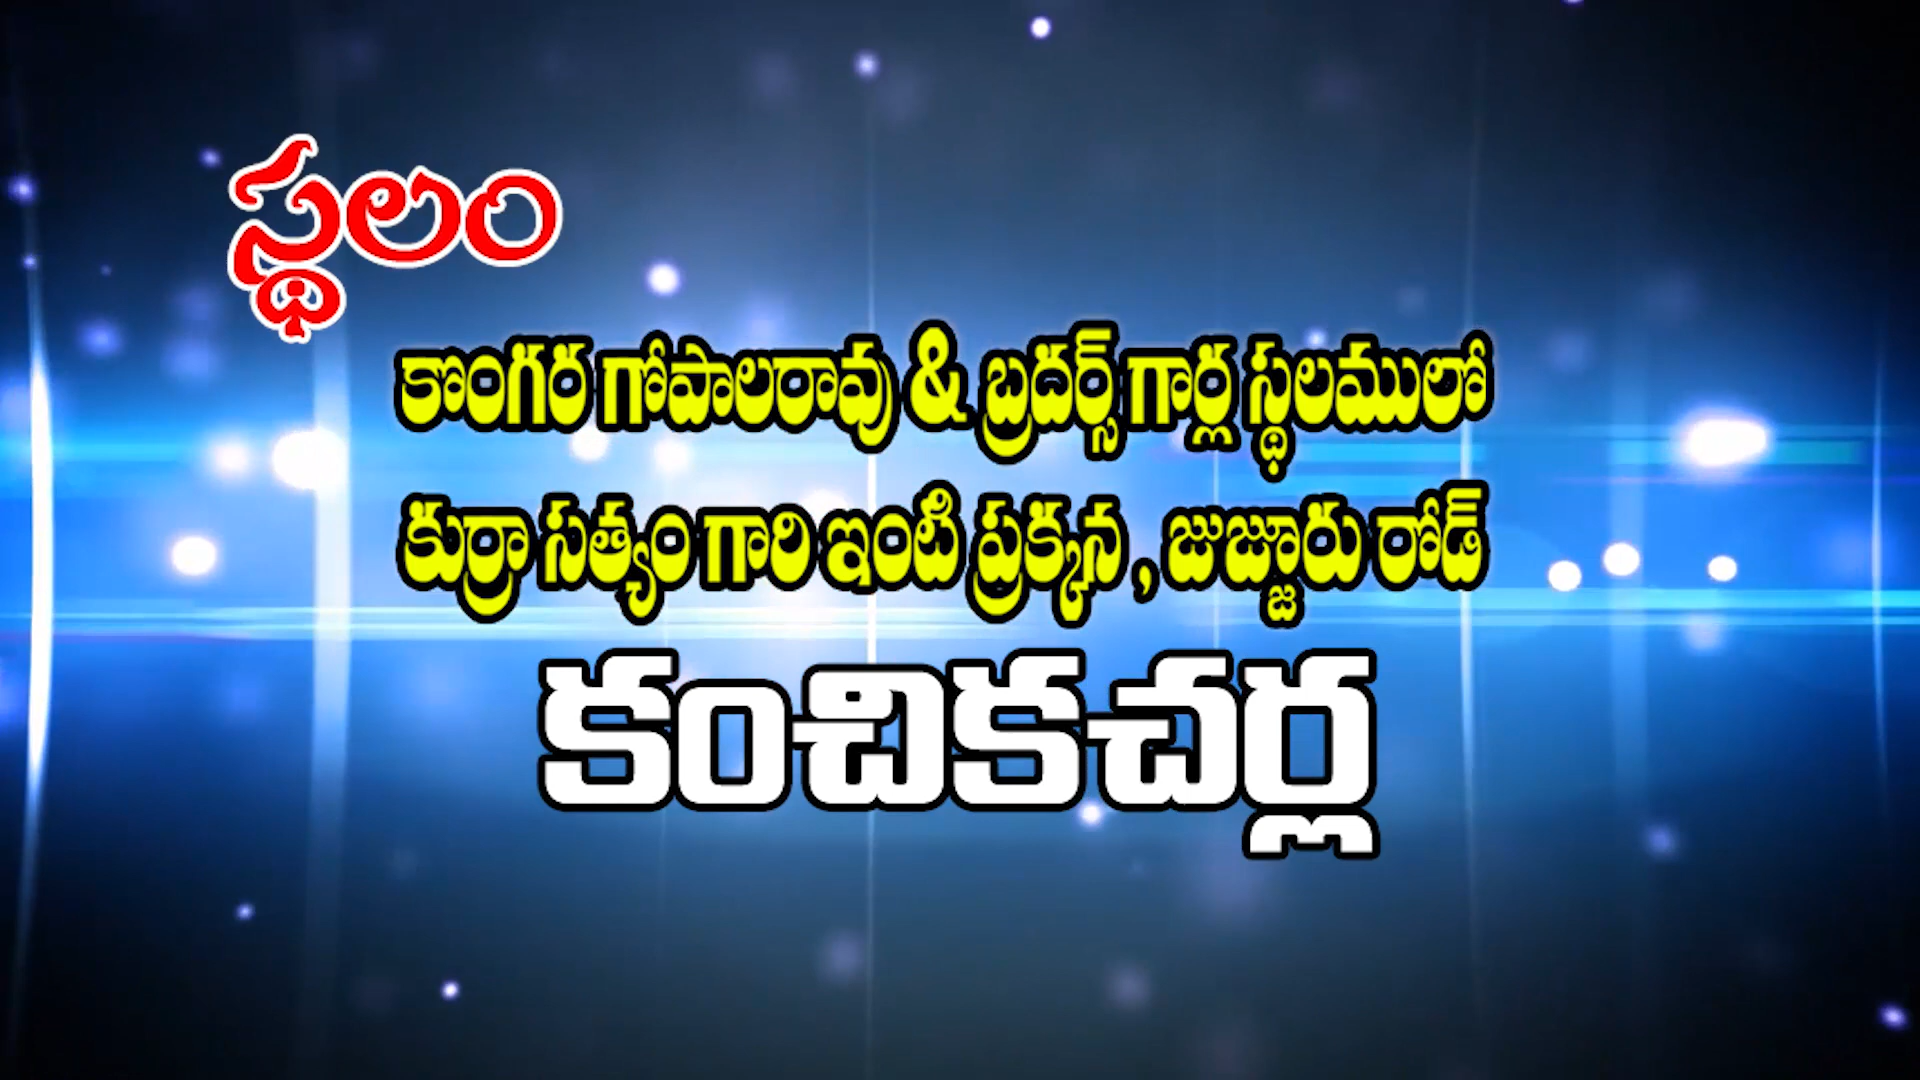 స్థలం
కొంగర గోపాలరావు & బ్రదర్స్ గార్ల స్థలములో
కుర్రా సత్యం గారి ఇంటి ప్రక్కన, జుజ్జూరు రోడ్
కంచికచర్ల